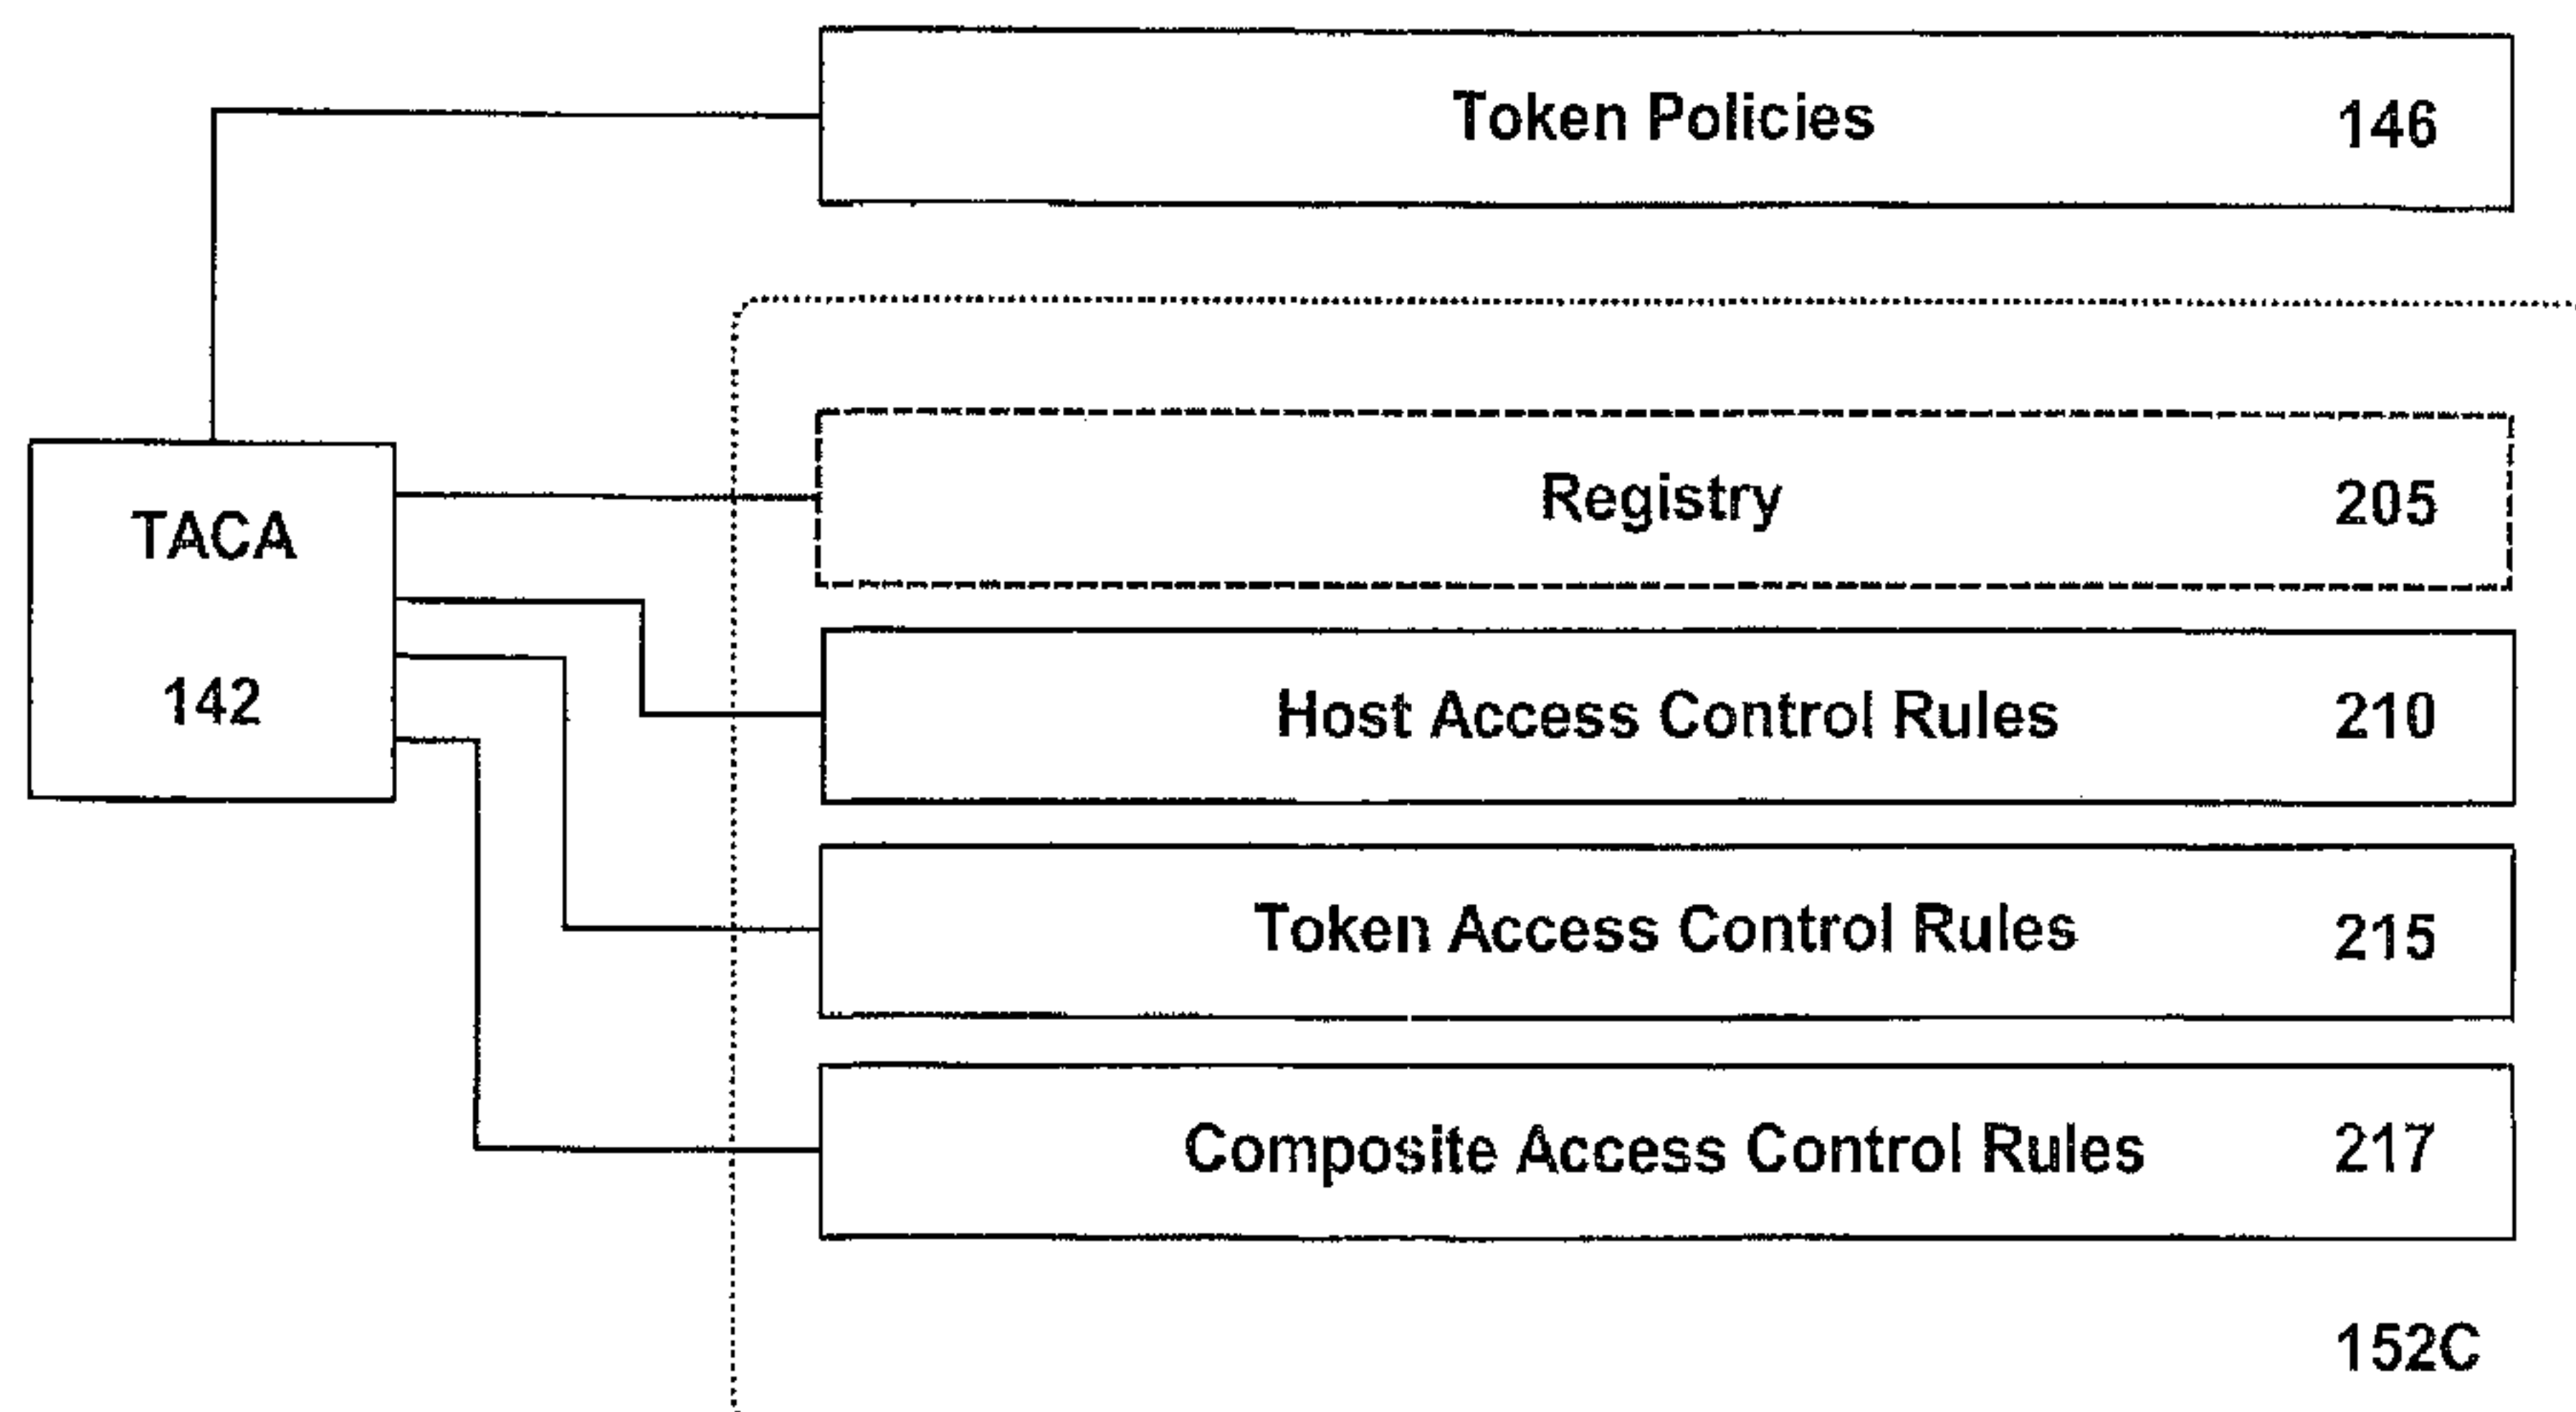 Token Policies 146
Registry 205
TACA
142
Host Access Control Rules 210
Token Access Control Rules 215
Composite Access Control Rules 217
152C